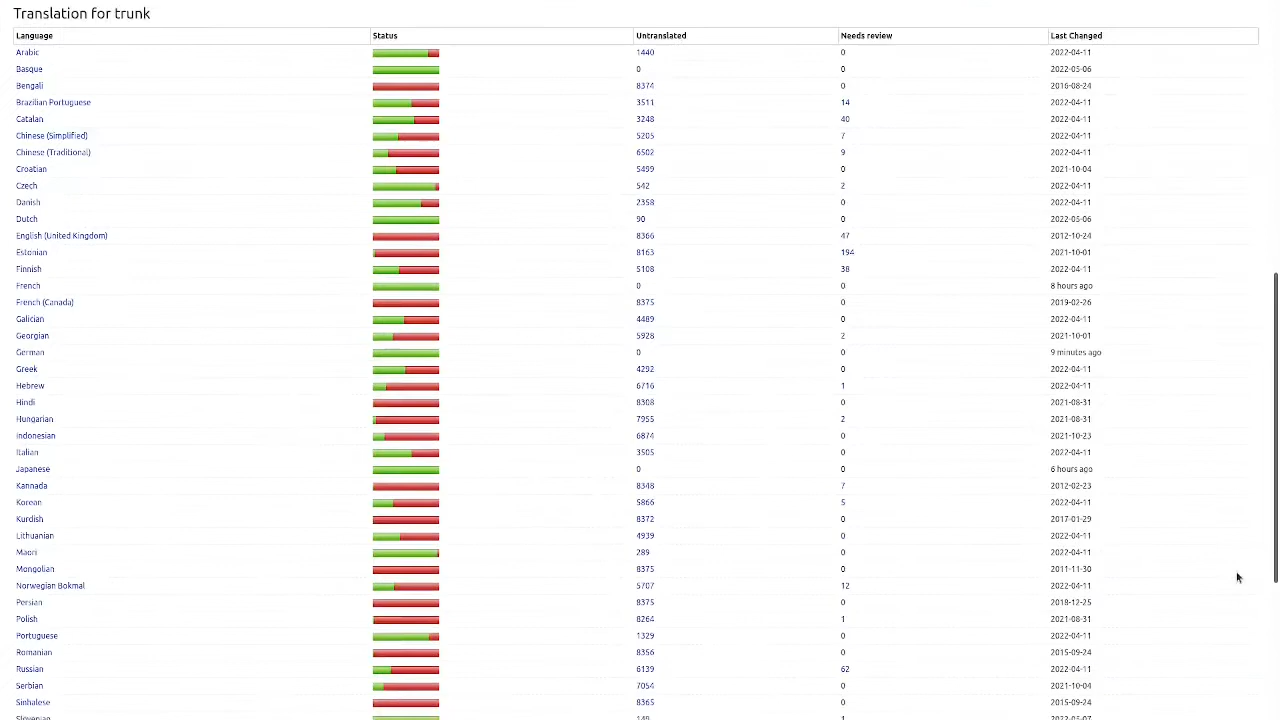 Translation for trunk
Language Status Untranslated Needs review Last Changed
Arabic 1440 0 2022-04-11
Basque 0 0 2022-05-06
Bengali 8374 0 2016-08-24
Brazilian Portuguese 3511 14 2022-04-11
Catalan 3248 40 2022-04-11
Chinese (Simplified) 5205 7 2022-04-11
Chinese (Traditional) 6502 9 2022-04-11
Croatian 5499 0 2021-10-04
Czech 542 2 2022-04-11
Danish 2358 0 2022-04-11
Dutch 90 0 2022-05-06
English (United Kingdom) 8366 47 2012-10-24
Estonian 8163 194 2021-10-01
Finnish 5108 38 2022-04-11
French 0 0 8 hours ago
French (Canada) 8375 0 2019-02-26
Galician 4489 0 2022-04-11
Georgian 5928 2 2021-10-01
German 0 0 9 minutes ago
Greek 4292 0 2022-04-11
Hebrew 6716 1 2022-04-11
Hindi 8308 0 2021-08-31
Hungarian 7955 2 2021-08-31
Indonesian 6874 0 2021-10-23
Italian 3505 0 2022-04-11
Japanese 0 0 6 hours ago
Kannada 8348 7 2012-02-23
Korean 5866 5 2022-04-11
Kurdish 8372 0 2017-01-29
Lithuanian 4939 0 2022-04-11
Maori 289 0 2022-04-11
Mongolian 8375 0 2011-11-30
Norwegian Bokmal 5707 12 2022-04-11
Persian 8375 0 2018-12-25
Polish 8264 1 2021-08-31
Portuguese 1329 0 2022-04-11
Romanian 8356 0 2015-09-24
Russian 6139 62 2022-04-11
Serbian 7054 0 2021-10-04
Sinhalese 8365 0 2015-09-24
Slovenian 149 1 2022-05-07